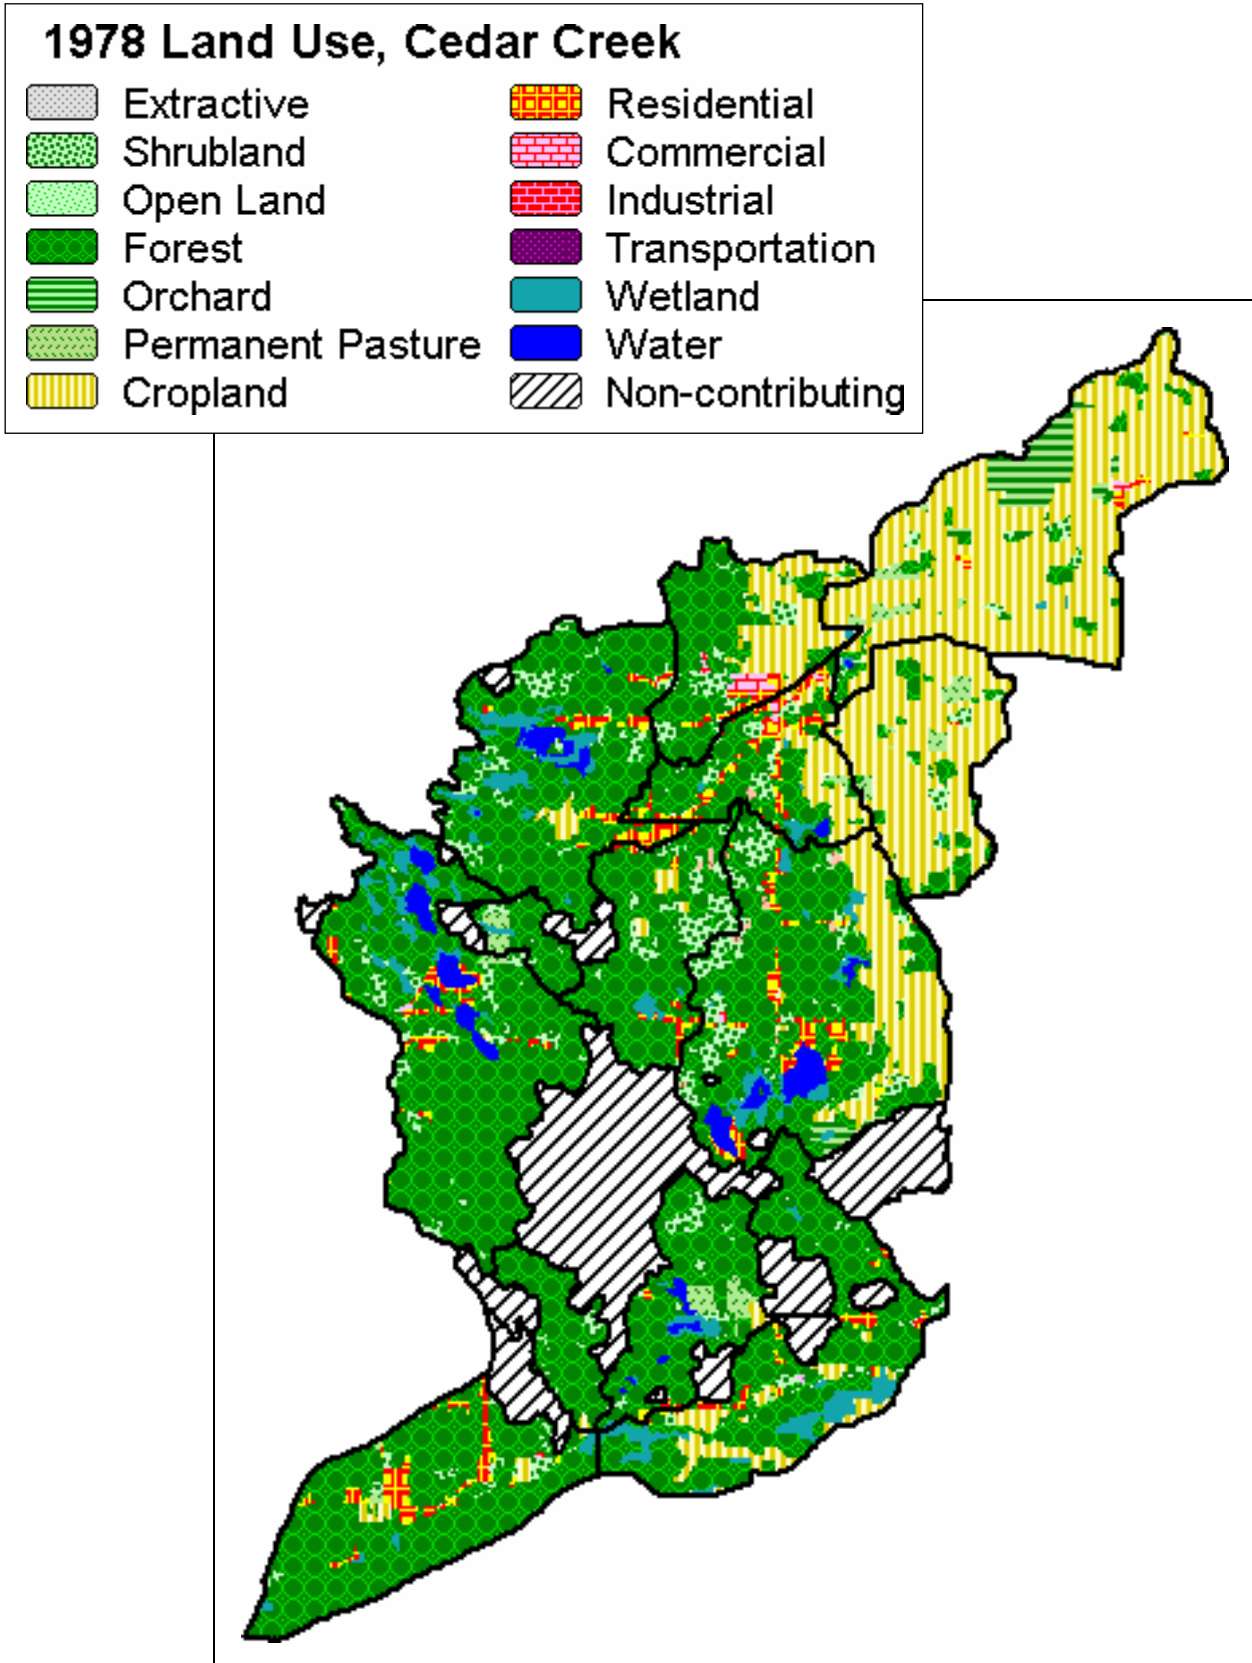 1978 Land Use, Cedar Creek
Extractive
Shrubland
Open Land
Forest
Orchard
Permanent Pasture
Cropland
Residential
Commercial
Industrial
Transportation
Wetland
Water
Non-contributing